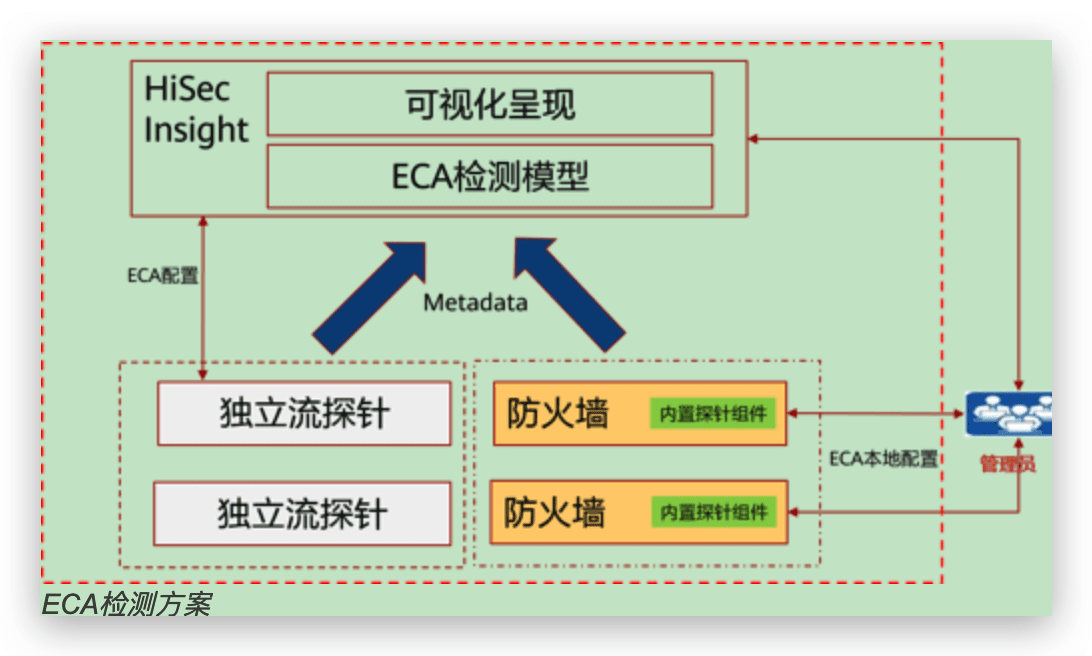 HiSec
Insight
可视化呈现
ECA检测模型
ECA配置
Metadata
独立流探针
防火墙
内置探针组件
ECA本地配置
管理员
独立流探针
防火墙
内置探针组件
ECA检测方案